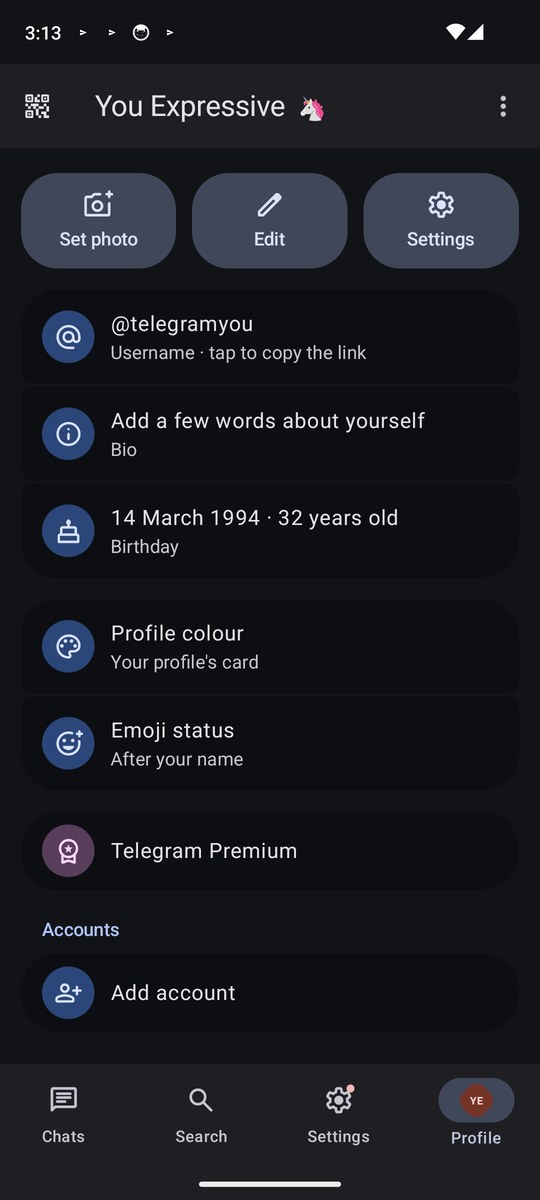 3:13
You Expressive 🦄
Set photo
Edit
Settings
@telegramyou
Username · tap to copy the link
Add a few words about yourself
Bio
14 March 1994 · 32 years old
Birthday
Profile colour
Your profile's card
Emoji status
After your name
Telegram Premium
Accounts
Add account
YE
Chats
Search
Settings
Profile